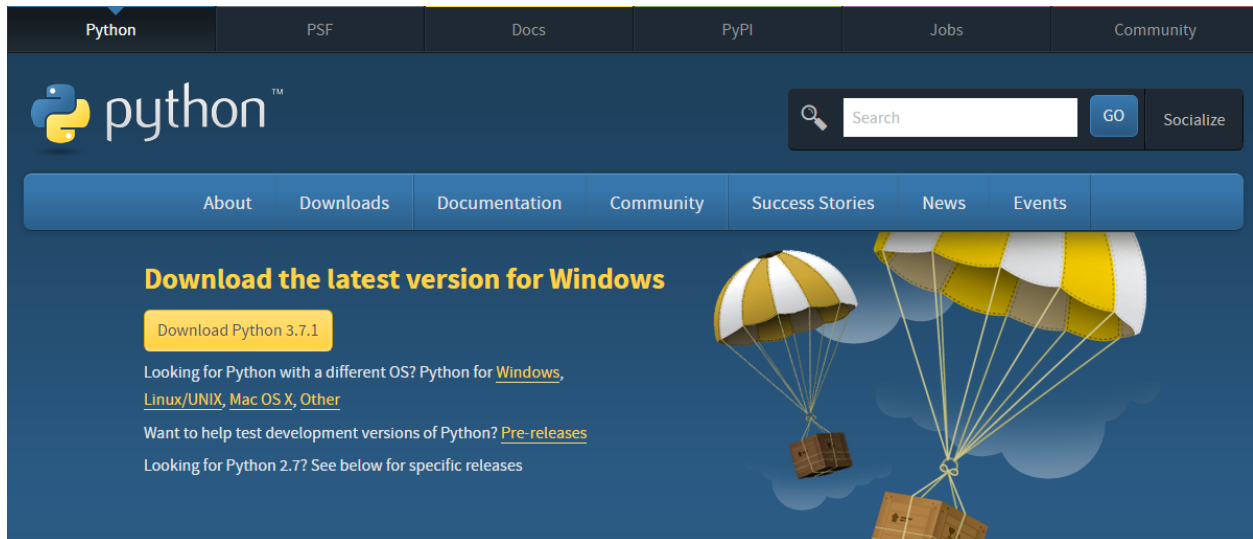 Python PSF Docs PyPI Jobs Community
python™
Search GO Socialize
About Downloads Documentation Community Success Stories News Events
Download the latest version for Windows
Download Python 3.7.1
Looking for Python with a different OS? Python for Windows,
Linux/UNIX, Mac OS X, Other
Want to help test development versions of Python? Pre-releases
Looking for Python 2.7? See below for specific releases